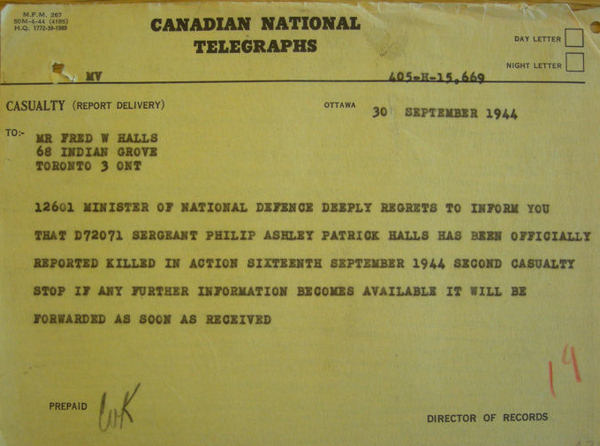 M.F.M. 267
50M-4-44 (4185)
H.Q. 1772-39-1989
CANADIAN NATIONAL
TELEGRAPHS
DAY LETTER
NIGHT LETTER
MV
405-H-15,669
CASUALTY (REPORT DELIVERY)
OTTAWA
30 SEPTEMBER 1944
TO:-
MR FRED W HALLS
68 INDIAN GROVE
TORONTO 3 ONT
12601 MINISTER OF NATIONAL DEFENCE DEEPLY REGRETS TO INFORM YOU
THAT D72071 SERGEANT PHILIP ASHLEY PATRICK HALLS HAS BEEN OFFICIALLY
REPORTED KILLED IN ACTION SIXTEENTH SEPTEMBER 1944 SECOND CASUALTY
STOP IF ANY FURTHER INFORMATION BECOMES AVAILABLE IT WILL BE
FORWARDED AS SOON AS RECEIVED
19
PREPAID
DIRECTOR OF RECORDS